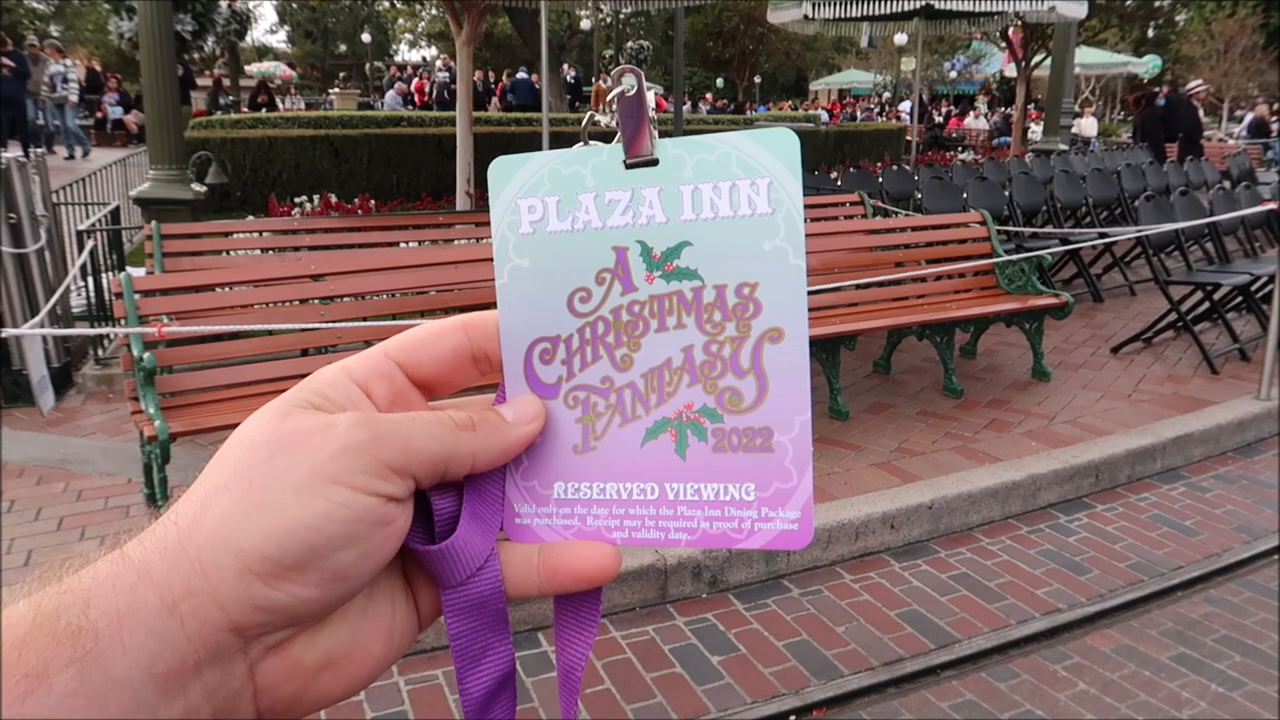 PLAZA INN
A
CHRISTMAS
FANTASY
2022
RESERVED VIEWING
Valid only on the date for which the Plaza Inn Dining Package
was purchased. Receipt may be required as proof of purchase
and validity date.